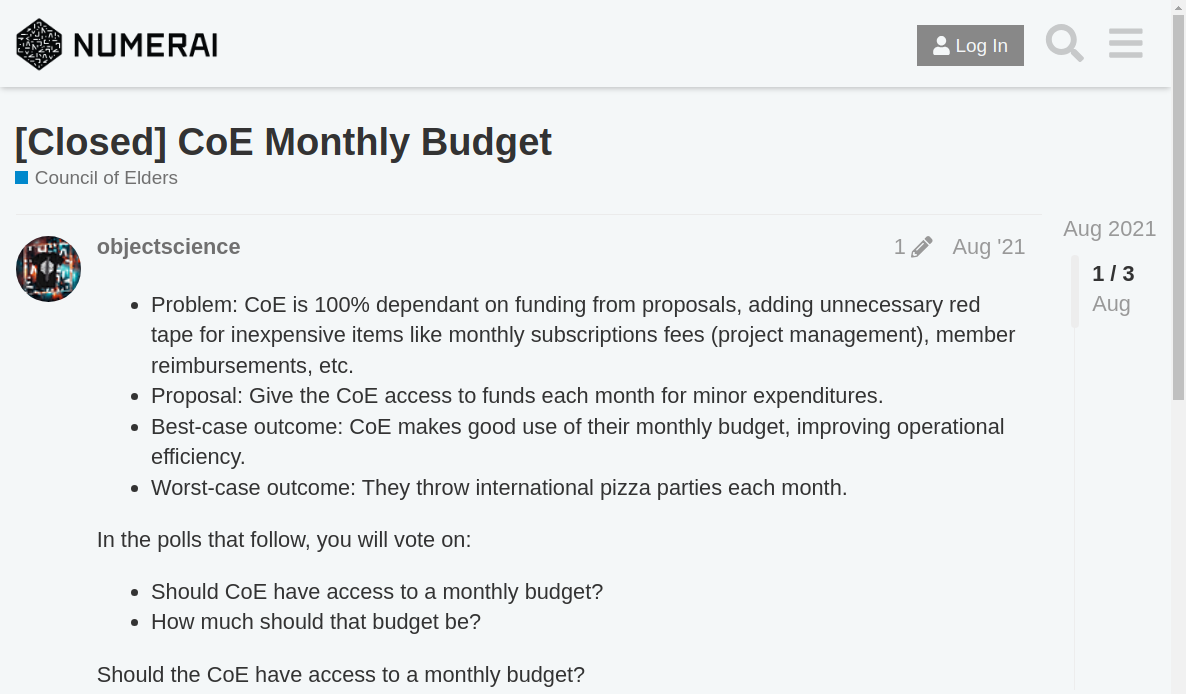 NUMERAI
Log In
[Closed] CoE Monthly Budget
Council of Elders
objectscience
1
Aug '21
Aug 2021
1 / 3
Aug
Problem: CoE is 100% dependant on funding from proposals, adding unnecessary red
tape for inexpensive items like monthly subscriptions fees (project management), member
reimbursements, etc.
Proposal: Give the CoE access to funds each month for minor expenditures.
Best-case outcome: CoE makes good use of their monthly budget, improving operational
efficiency.
Worst-case outcome: They throw international pizza parties each month.
In the polls that follow, you will vote on:
Should CoE have access to a monthly budget?
How much should that budget be?
Should the CoE have access to a monthly budget?